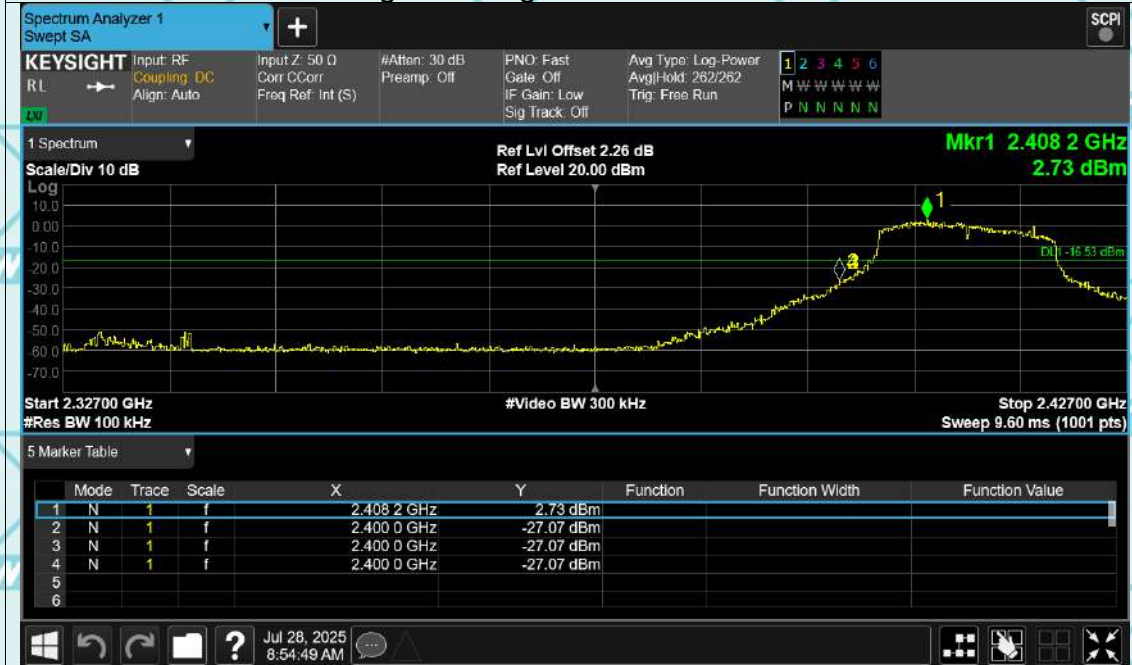 Spectrum Analyzer 1
Swept SA
+
SCPI
KEYSIGHT Input: RF Input Z: 50 Ω #Atten: 30 dB PNO: Fast Avg Type: Log-Power 1 2 3 4 5 6
RL Coupling: DC Corr CCorr Preamp: Off Gate: Off Avg|Hold: 262/262 M W W W W W
Align: Auto Freq Ref: Int (S) IF Gain: Low Trig: Free Run
LXI Sig Track: Off P N N N N N
1 Spectrum Ref Lvl Offset 2.26 dB Mkr1 2.408 2 GHz
Scale/Div 10 dB Ref Level 20.00 dBm 2.73 dBm
Log
10.0
0.00
-10.0
-20.0
-30.0
-40.0
-50.0
-60.0
-70.0
1
DL1 -16.53 dBm
Start 2.32700 GHz #Video BW 300 kHz Stop 2.42700 GHz
#Res BW 100 kHz Sweep 9.60 ms (1001 pts)
5 Marker Table
Mode Trace Scale X Y Function Function Width Function Value
1 N 1 f 2.408 2 GHz 2.73 dBm
2 N 1 f 2.400 0 GHz -27.07 dBm
3 N 1 f 2.400 0 GHz -27.07 dBm
4 N 1 f 2.400 0 GHz -27.07 dBm
5
6
?
Jul 28, 2025
8:54:49 AM